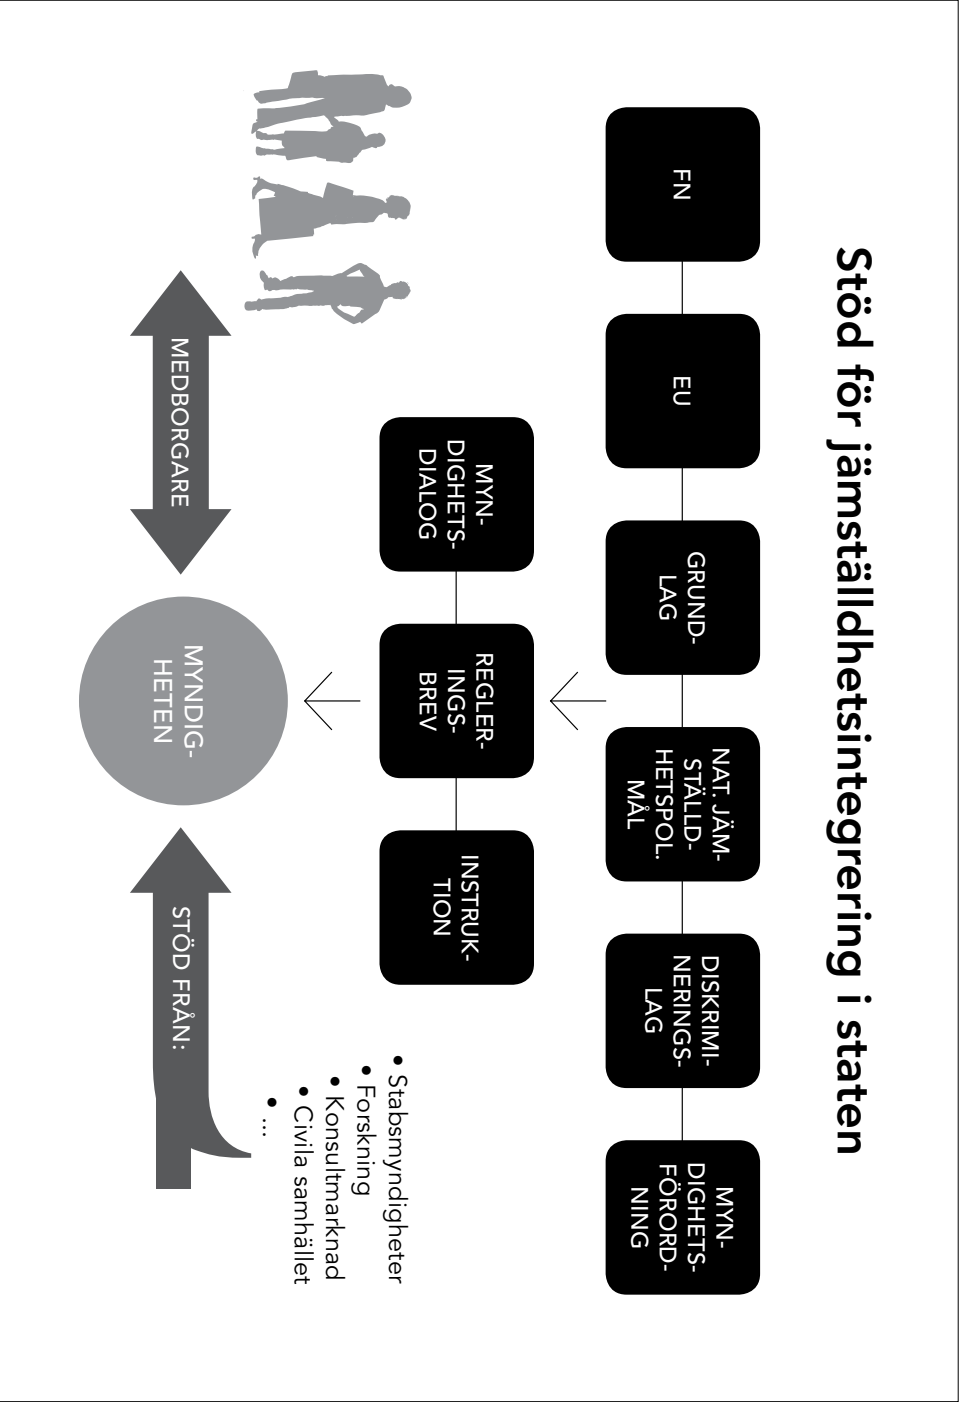 Stöd för jämställdhetsintegrering i staten
FN
EU
GRUND-
LAG
NAT. JÄM-
STÄLLD-
HETSPOL.
MÅL
DISKRIMI-
NERINGS-
LAG
MYN-
DIGHETS-
FÖRORD-
NING
MYN-
DIGHETS-
DIALOG
REGLER-
INGS-
BREV
INSTRUK-
TION
MEDBORGARE
MYNDIG-
HETEN
STÖD FRÅN:
• Stabsmyndigheter
• Forskning
• Konsultmarknad
• Civila samhället
• ...